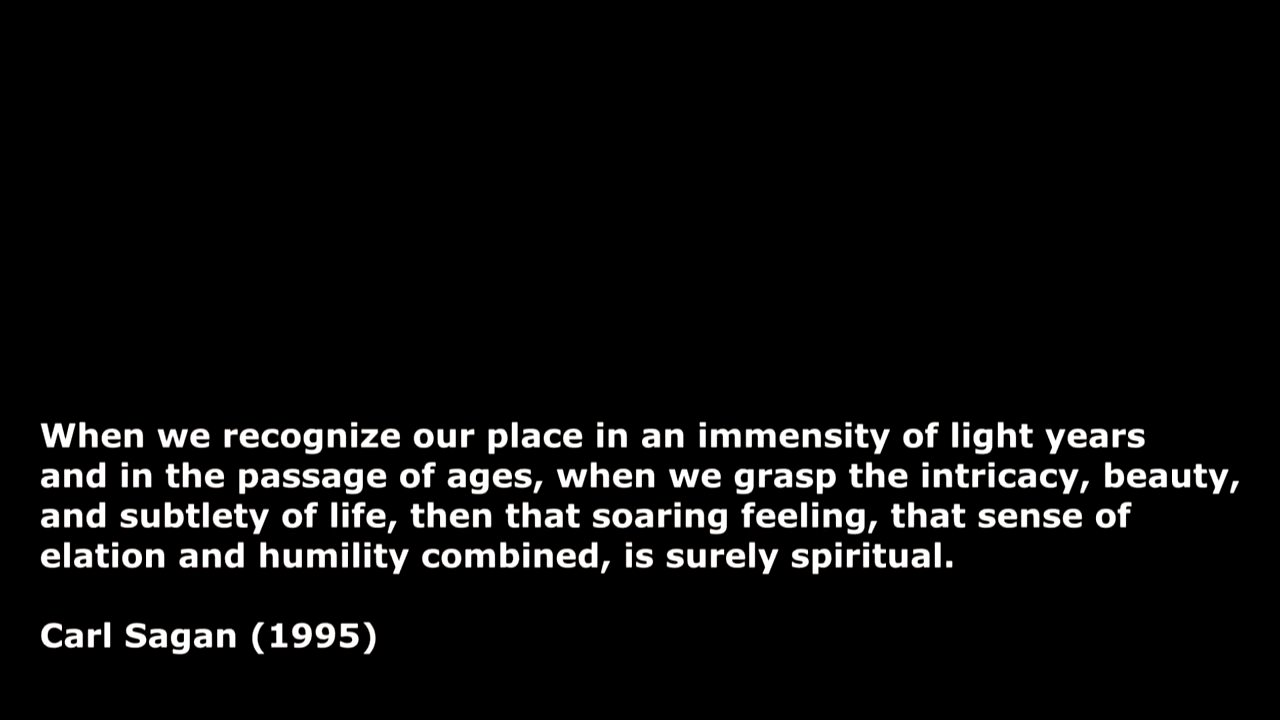 When we recognize our place in an immensity of light years
and in the passage of ages, when we grasp the intricacy, beauty,
and subtlety of life, then that soaring feeling, that sense of
elation and humility combined, is surely spiritual.
Carl Sagan (1995)